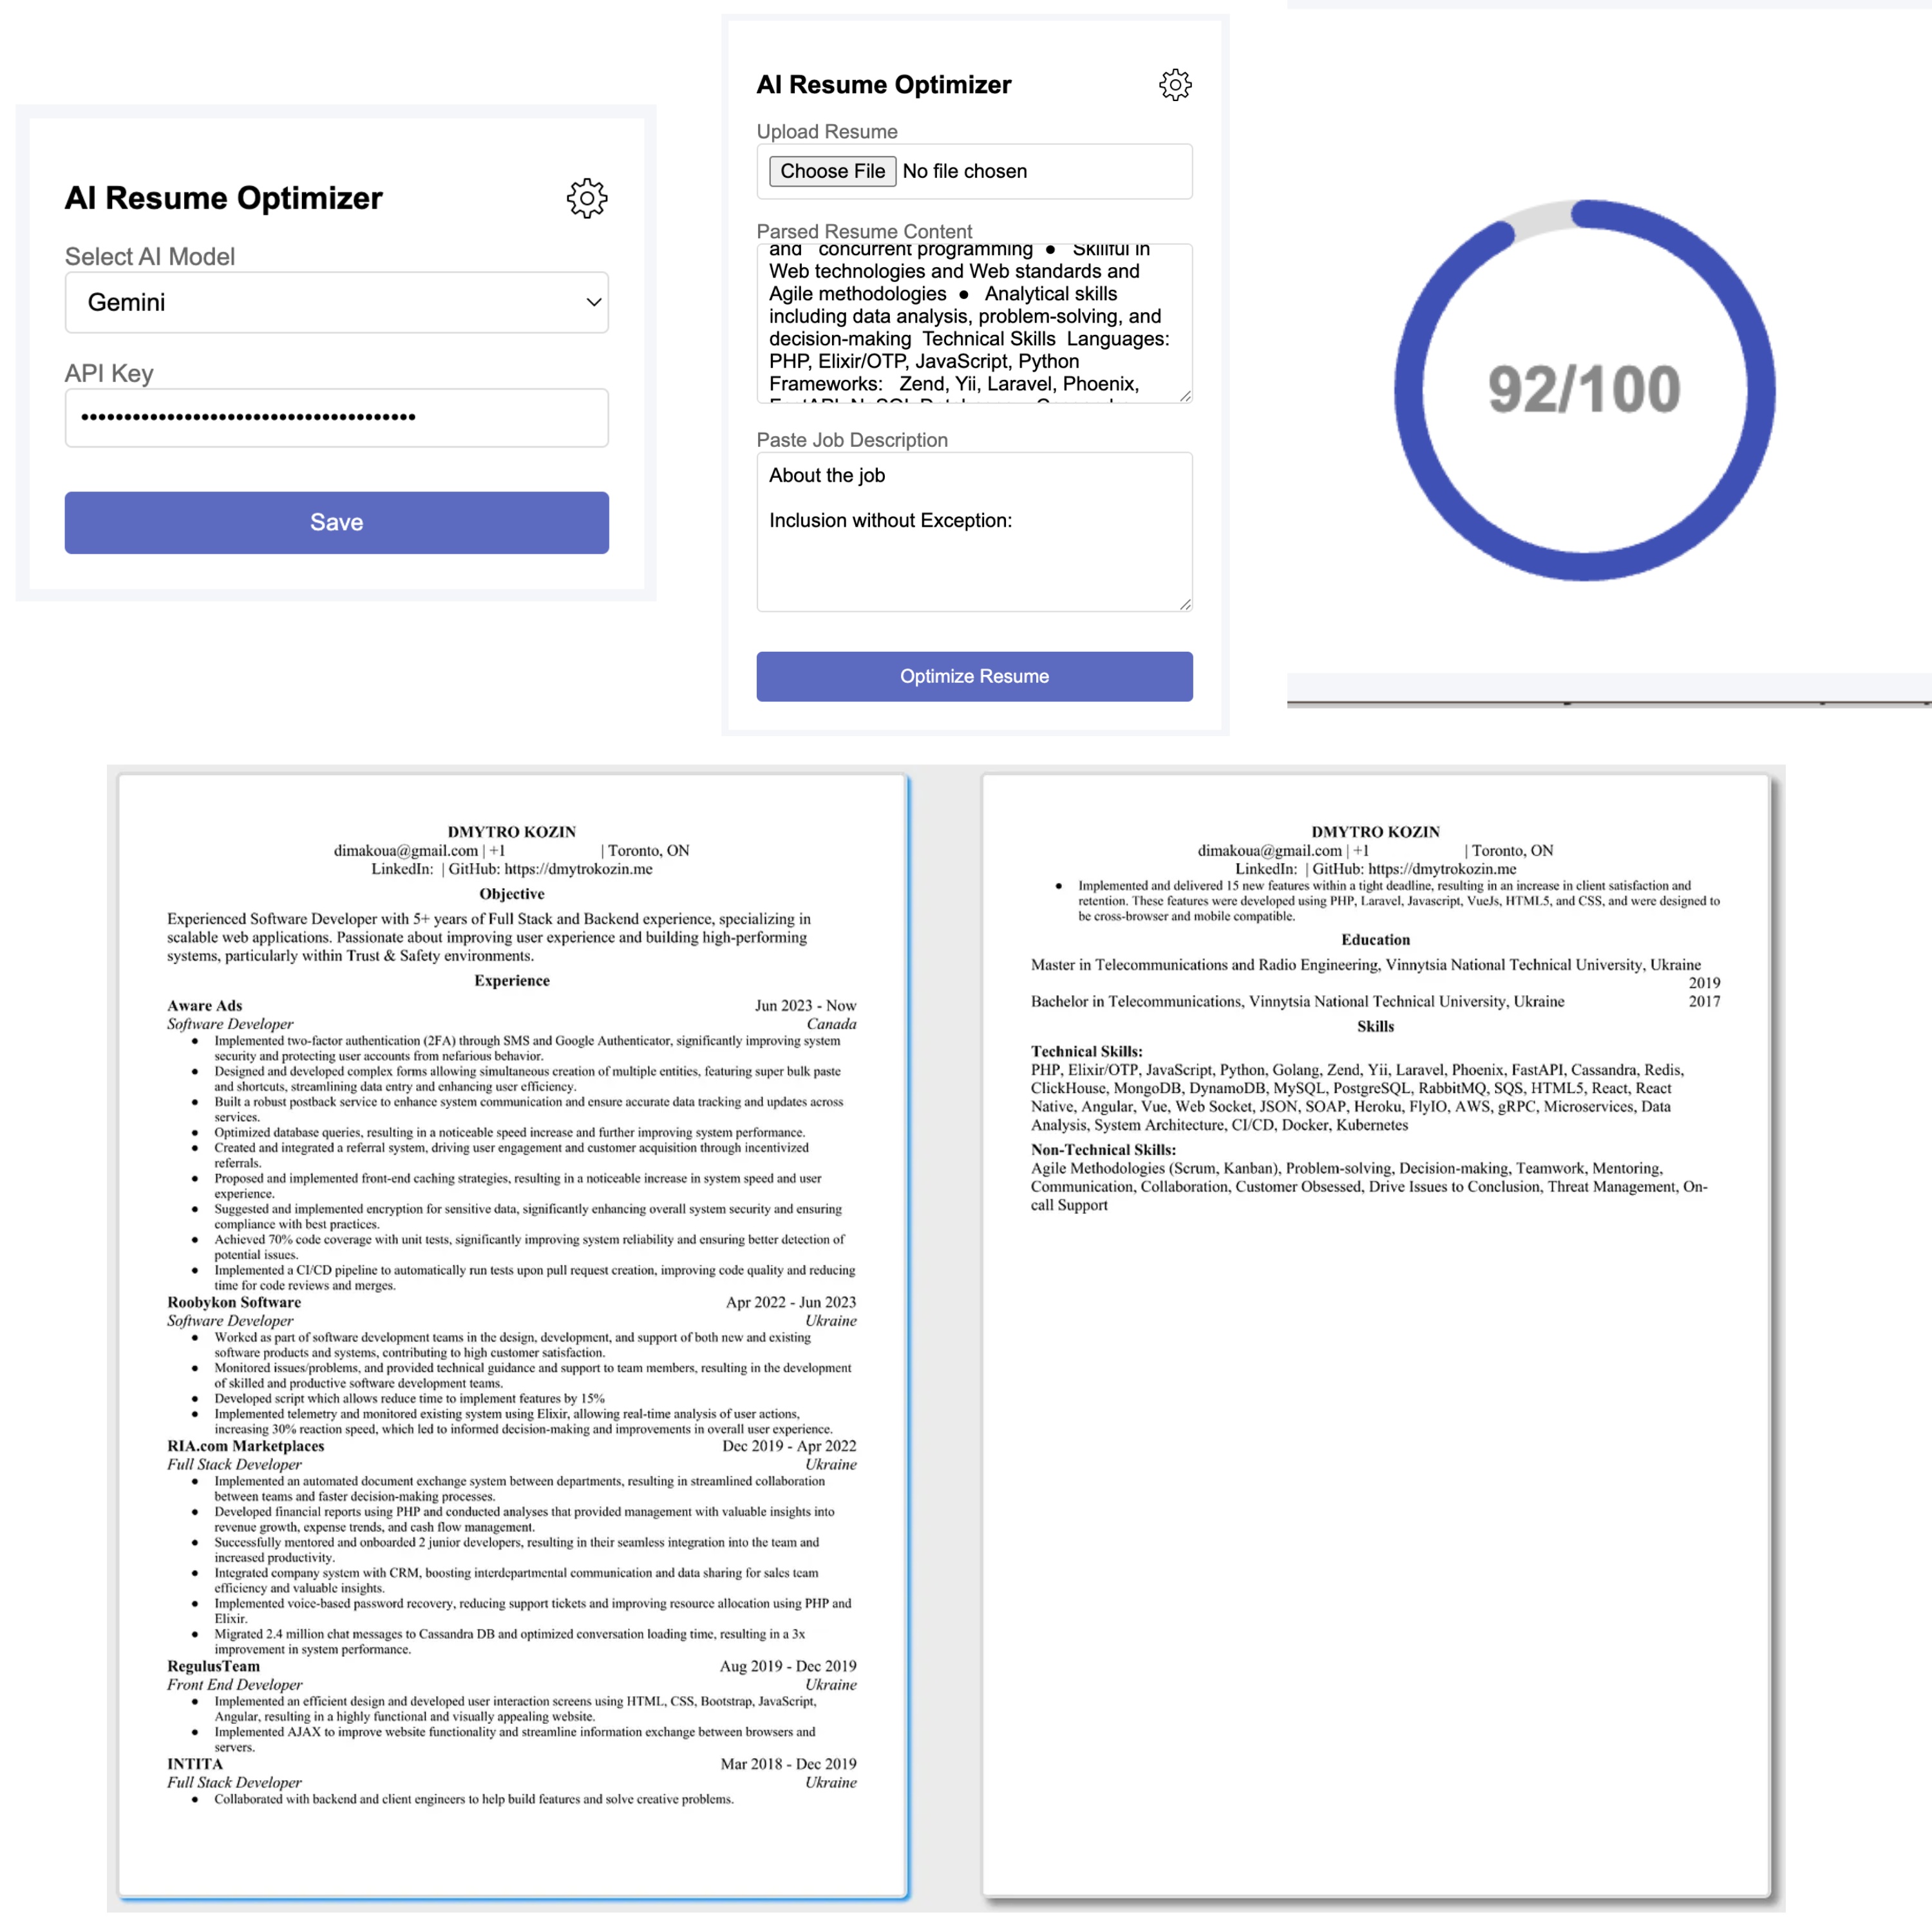 AI Resume Optimizer
Select AI Model
Gemini
API Key
••••••••••••••••••••••••••••••••••••••
Save
AI Resume Optimizer
Upload Resume
Choose File No file chosen
Parsed Resume Content
and concurrent programming ● Skillful in
Web technologies and Web standards and
Agile methodologies ● Analytical skills
including data analysis, problem-solving, and
decision-making Technical Skills Languages:
PHP, Elixir/OTP, JavaScript, Python
Frameworks: Zend, Yii, Laravel, Phoenix,
Paste Job Description
About the job
Inclusion without Exception:
Optimize Resume
92/100
DMYTRO KOZIN
dimakoua@gmail.com | +1 | Toronto, ON
LinkedIn: | GitHub: https://dmytrokozin.me
Objective
Experienced Software Developer with 5+ years of Full Stack and Backend experience, specializing in
scalable web applications. Passionate about improving user experience and building high-performing
systems, particularly within Trust & Safety environments.
Experience
Aware Ads Jun 2023 - Now
Software Developer Canada
● Implemented two-factor authentication (2FA) through SMS and Google Authenticator, significantly improving system
security and protecting user accounts from nefarious behavior.
● Designed and developed complex forms allowing simultaneous creation of multiple entities, featuring super bulk paste
and shortcuts, streamlining data entry and enhancing user efficiency.
● Built a robust postback service to enhance system communication and ensure accurate data tracking and updates across
services.
● Optimized database queries, resulting in a noticeable speed increase and further improving system performance.
● Created and integrated a referral system, driving user engagement and customer acquisition through incentivized
referrals.
● Proposed and implemented front-end caching strategies, resulting in a noticeable increase in system speed and user
experience.
● Suggested and implemented encryption for sensitive data, significantly enhancing overall system security and ensuring
compliance with best practices.
● Achieved 70% code coverage with unit tests, significantly improving system reliability and ensuring better detection of
potential issues.
● Implemented a CI/CD pipeline to automatically run tests upon pull request creation, improving code quality and reducing
time for code reviews and merges.
Roobykon Software Apr 2022 - Jun 2023
Software Developer Ukraine
● Worked as part of software development teams in the design, development, and support of both new and existing
software products and systems, contributing to high customer satisfaction.
● Monitored issues/problems, and provided technical guidance and support to team members, resulting in the development
of skilled and productive software development teams.
● Developed script which allows reduce time to implement features by 15%
● Implemented telemetry and monitored existing system using Elixir, allowing real-time analysis of user actions,
increasing 30% reaction speed, which led to informed decision-making and improvements in overall user experience.
RIA.com Marketplaces Dec 2019 - Apr 2022
Full Stack Developer Ukraine
● Implemented an automated document exchange system between departments, resulting in streamlined collaboration
between teams and faster decision-making processes.
● Developed financial reports using PHP and conducted analyses that provided management with valuable insights into
revenue growth, expense trends, and cash flow management.
● Successfully mentored and onboarded 2 junior developers, resulting in their seamless integration into the team and
increased productivity.
● Integrated company system with CRM, boosting interdepartmental communication and data sharing for sales team
efficiency and valuable insights.
● Implemented voice-based password recovery, reducing support tickets and improving resource allocation using PHP and
Elixir.
● Migrated 2.4 million chat messages to Cassandra DB and optimized conversation loading time, resulting in a 3x
improvement in system performance.
RegulusTeam Aug 2019 - Dec 2019
Front End Developer Ukraine
● Implemented an efficient design and developed user interaction screens using HTML, CSS, Bootstrap, JavaScript,
Angular, resulting in a highly functional and visually appealing website.
● Implemented AJAX to improve website functionality and streamline information exchange between browsers and
servers.
INTITA Mar 2018 - Dec 2019
Full Stack Developer Ukraine
● Collaborated with backend and client engineers to help build features and solve creative problems.
DMYTRO KOZIN
dimakoua@gmail.com | +1 | Toronto, ON
LinkedIn: | GitHub: https://dmytrokozin.me
● Implemented and delivered 15 new features within a tight deadline, resulting in an increase in client satisfaction and
retention. These features were developed using PHP, Laravel, Javascript, VueJs, HTML5, and CSS, and were designed to
be cross-browser and mobile compatible.
Education
Master in Telecommunications and Radio Engineering, Vinnytsia National Technical University, Ukraine
2019
Bachelor in Telecommunications, Vinnytsia National Technical University, Ukraine 2017
Skills
Technical Skills:
PHP, Elixir/OTP, JavaScript, Python, Golang, Zend, Yii, Laravel, Phoenix, FastAPI, Cassandra, Redis,
ClickHouse, MongoDB, DynamoDB, MySQL, PostgreSQL, RabbitMQ, SQS, HTML5, React, React
Native, Angular, Vue, Web Socket, JSON, SOAP, Heroku, FlyIO, AWS, gRPC, Microservices, Data
Analysis, System Architecture, CI/CD, Docker, Kubernetes
Non-Technical Skills:
Agile Methodologies (Scrum, Kanban), Problem-solving, Decision-making, Teamwork, Mentoring,
Communication, Collaboration, Customer Obsessed, Drive Issues to Conclusion, Threat Management, On-
call Support